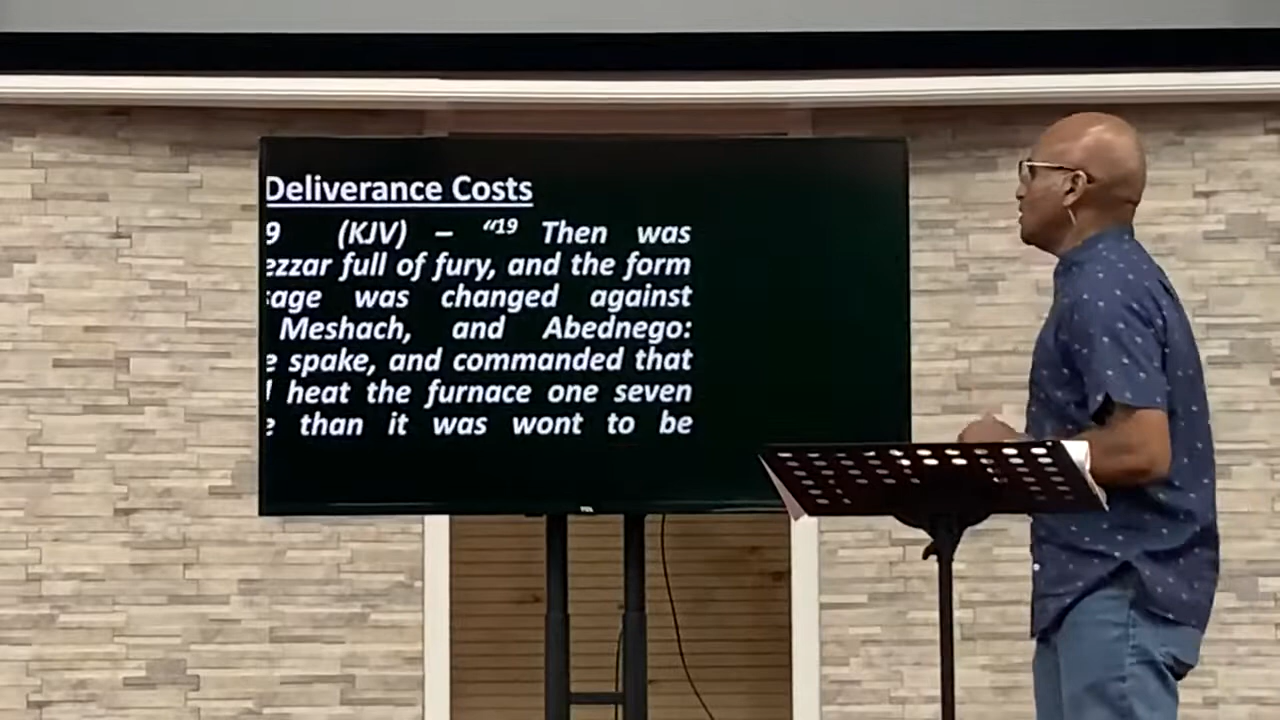 Deliverance Costs
9 (KJV) – “19 Then was
ezzar full of fury, and the form
age was changed against
Meshach, and Abednego:
e spake, and commanded that
heat the furnace one seven
e than it was wont to be
TCL